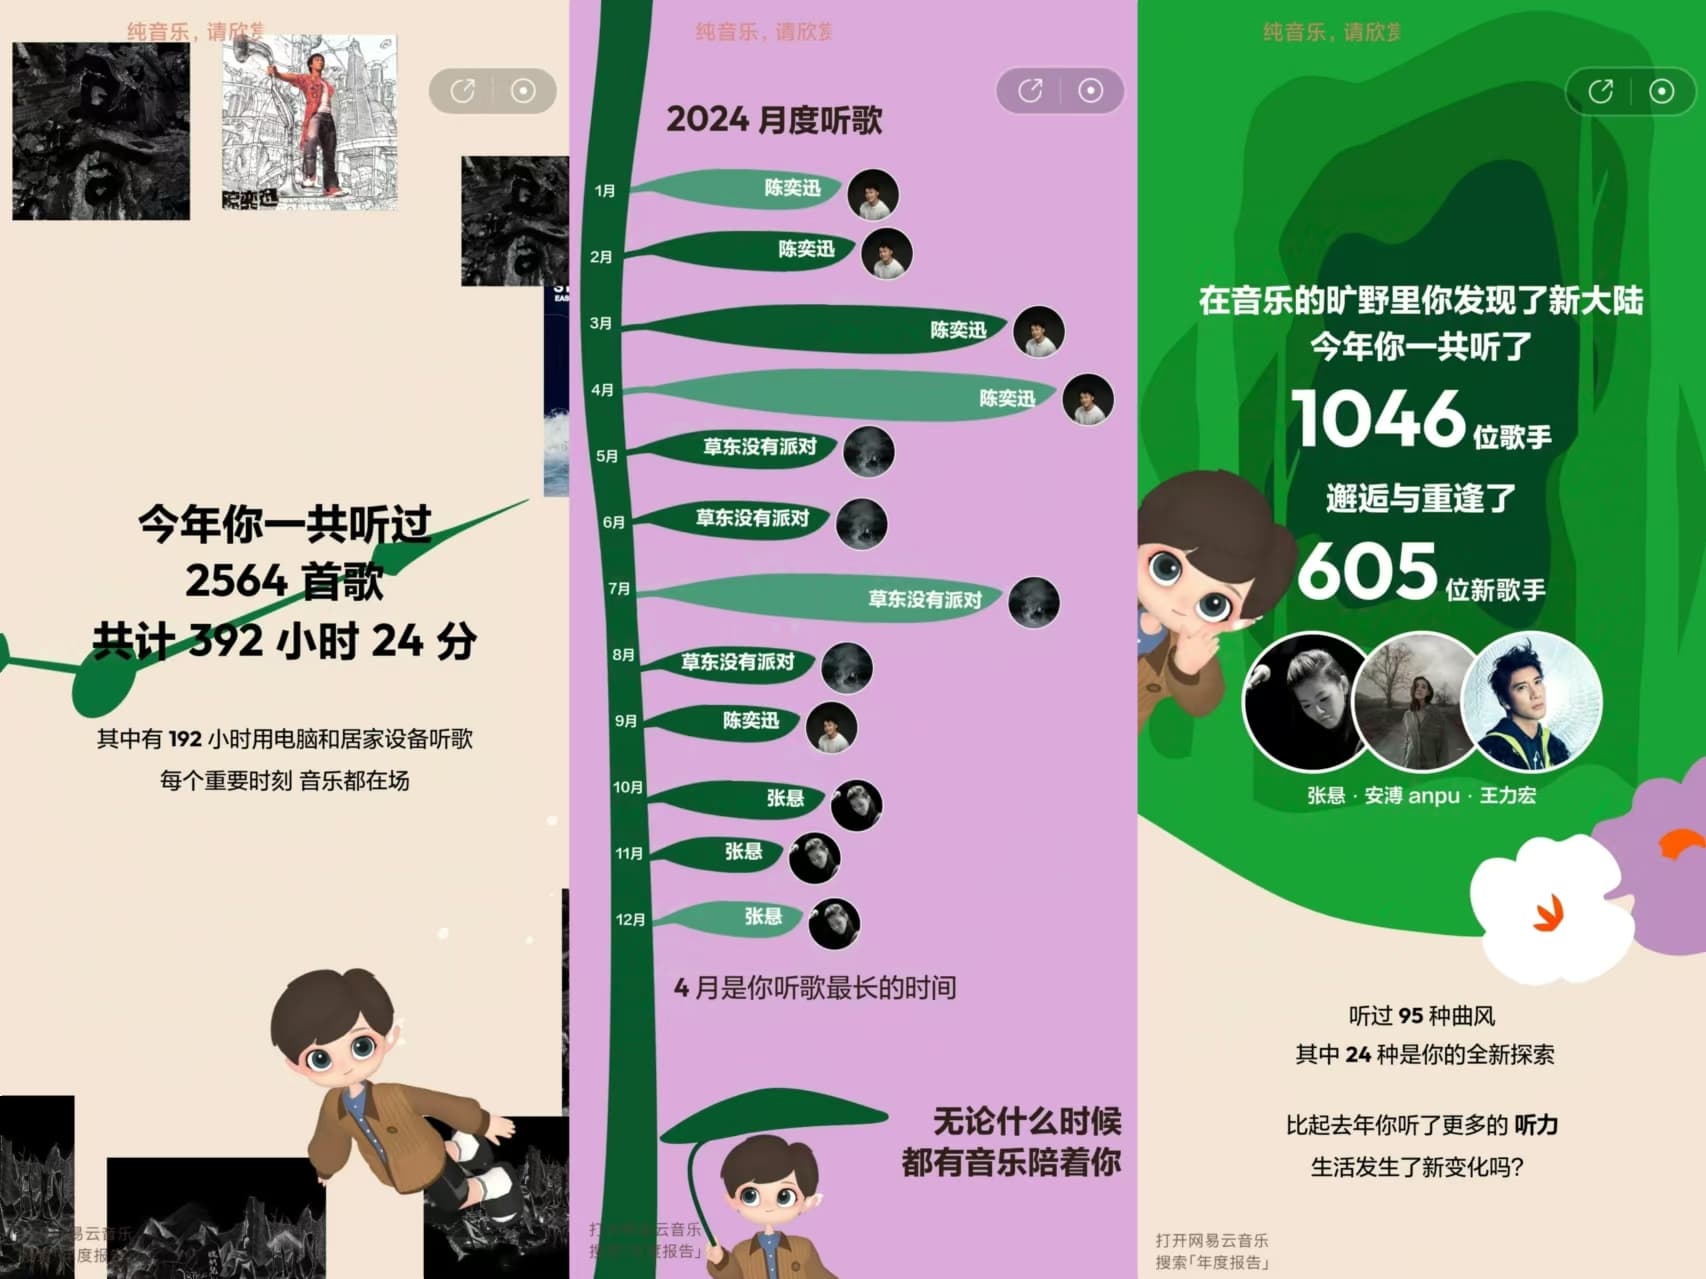 纯音乐，请欣
陈奕迅
今年你一共听过
2564 首歌
共计 392 小时 24 分
其中有 192 小时用电脑和居家设备听歌
每个重要时刻 音乐都在场
易云音乐
年度报
纯音乐，请欣
2024 月度听歌
1月 陈奕迅
2月 陈奕迅
3月 陈奕迅
4月 陈奕迅
5月 草东没有派对
6月 草东没有派对
7月 草东没有派对
8月 草东没有派对
9月 陈奕迅
10月 张悬
11月 张悬
12月 张悬
4 月是你听歌最长的时间
无论什么时候
都有音乐陪着你
打 云音乐
搜 年度报告」
纯音乐，请欣
在音乐的旷野里你发现了新大陆
今年你一共听了
1046 位歌手
邂逅与重逢了
605 位新歌手
张悬 · 安溥 anpu · 王力宏
听过 95 种曲风
其中 24 种是你的全新探索
比起去年你听了更多的 听力
生活发生了新变化吗?
打开网易云音乐
搜索「年度报告」